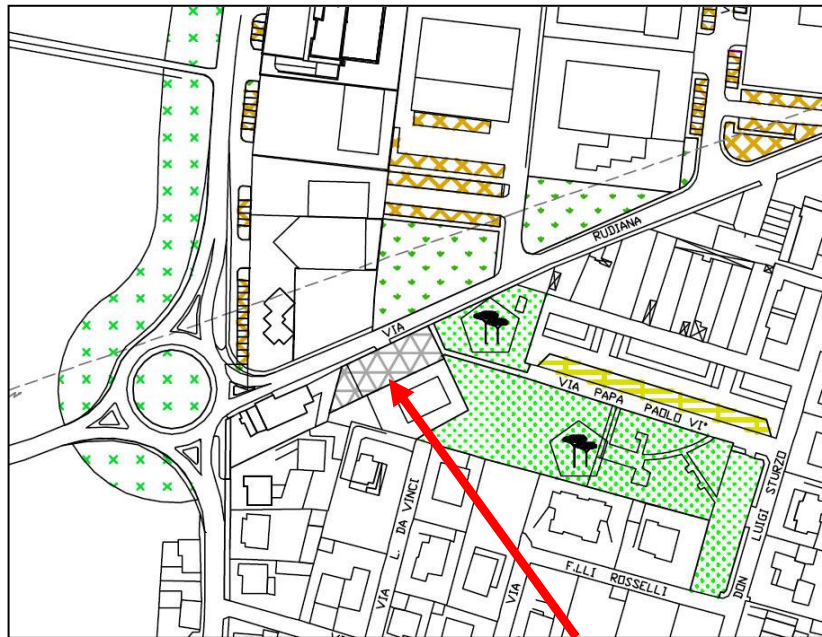 RUDIANA
VIA
VIA PAPA PAOLO VI°
VIA L. DA VINCI
DON LUIGI STURZO
F.LLI ROSSELLI
VIA